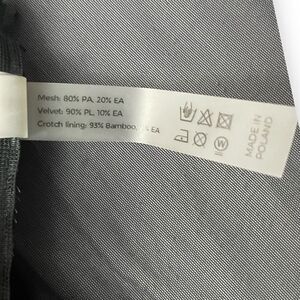 Mesh: 80% PA, 20% EA
Velvet: 90% PL, 10% EA
Crotch lining: 93% Bamboo, % EA
MADE IN
POLAND